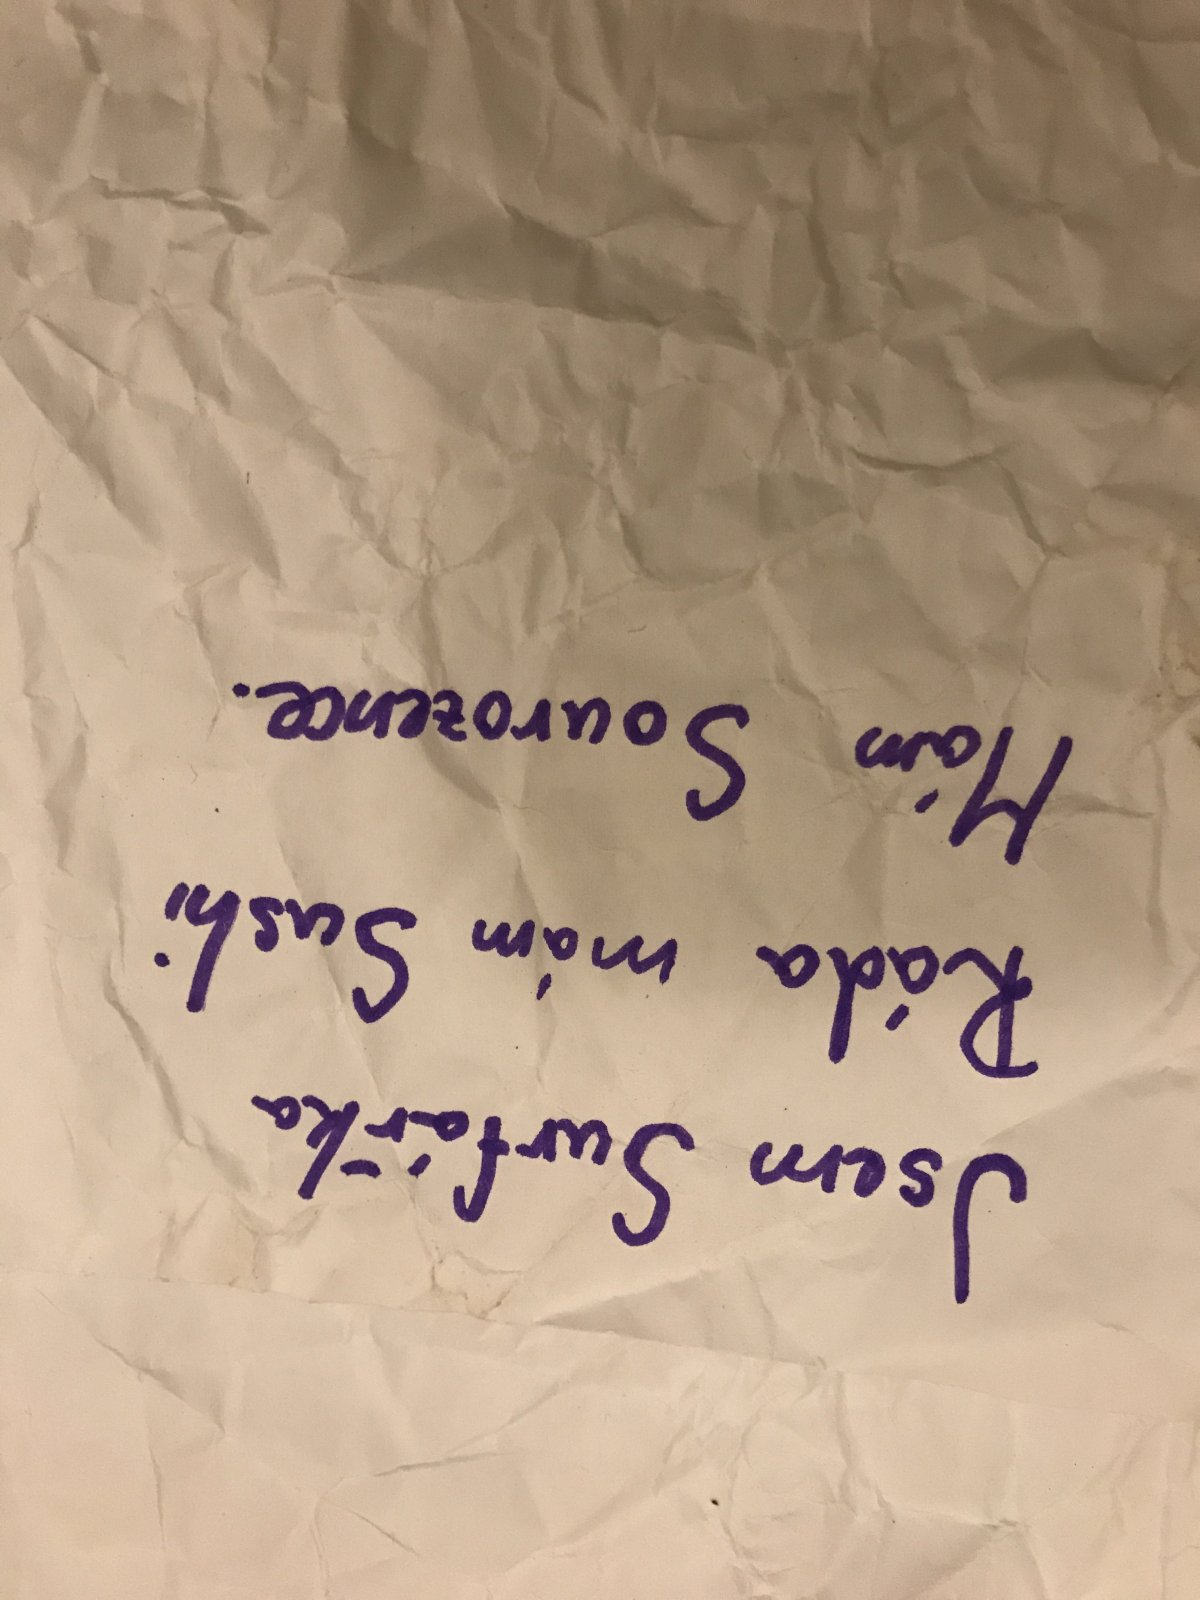 Jsem Surfařka
Ráda mám Sushi
Mám Sourozence.